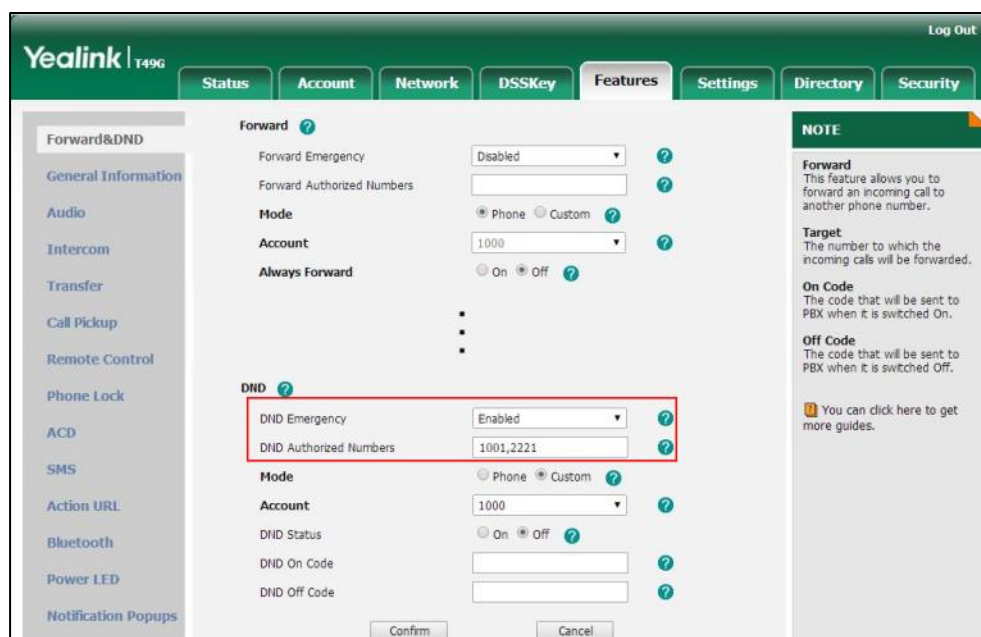 Log Out
Yealink | T49G
Status Account Network DSSKey Features Settings Directory Security
Forward&DND
General Information
Audio
Intercom
Transfer
Call Pickup
Remote Control
Phone Lock
ACD
SMS
Action URL
Bluetooth
Power LED
Notification Popups
Forward ?
Forward Emergency Disabled ?
Forward Authorized Numbers ?
Mode Phone Custom ?
Account 1000 ?
Always Forward On Off ?
DND ?
DND Emergency Enabled ?
DND Authorized Numbers 1001,2221 ?
Mode Phone Custom ?
Account 1000 ?
DND Status On Off ?
DND On Code ?
DND Off Code ?
Confirm Cancel
NOTE
Forward
This feature allows you to
forward an incoming call to
another phone number.
Target
The number to which the
incoming calls will be forwarded.
On Code
The code that will be sent to
PBX when it is switched On.
Off Code
The code that will be sent to
PBX when it is switched Off.
? You can click here to get
more guides.